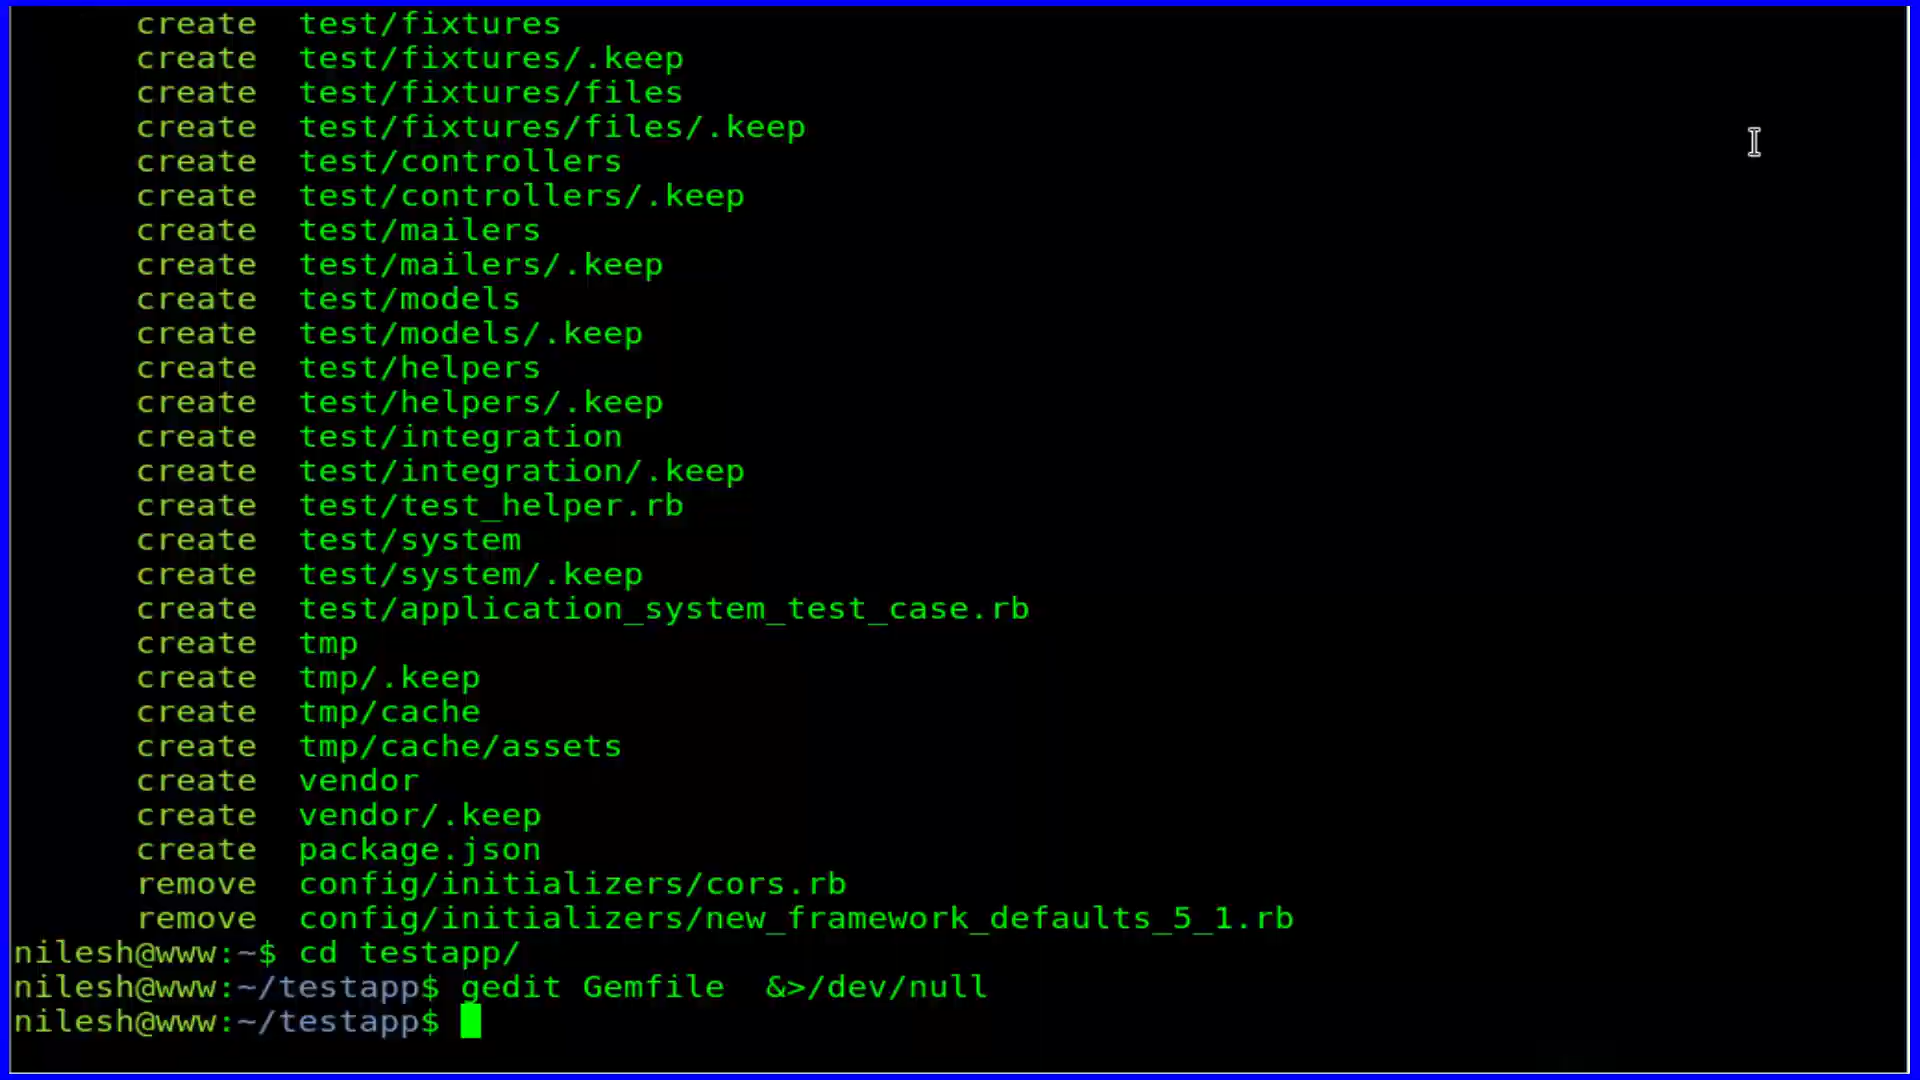 create  test/fixtures
create  test/fixtures/.keep
create  test/fixtures/files
create  test/fixtures/files/.keep
create  test/controllers
create  test/controllers/.keep
create  test/mailers
create  test/mailers/.keep
create  test/models
create  test/models/.keep
create  test/helpers
create  test/helpers/.keep
create  test/integration
create  test/integration/.keep
create  test/test_helper.rb
create  test/system
create  test/system/.keep
create  test/application_system_test_case.rb
create  tmp
create  tmp/.keep
create  tmp/cache
create  tmp/cache/assets
create  vendor
create  vendor/.keep
create  package.json
remove  config/initializers/cors.rb
remove  config/initializers/new_framework_defaults_5_1.rb
nilesh@www:~$ cd testapp/
nilesh@www:~/testapp$ gedit Gemfile  &>/dev/null
nilesh@www:~/testapp$